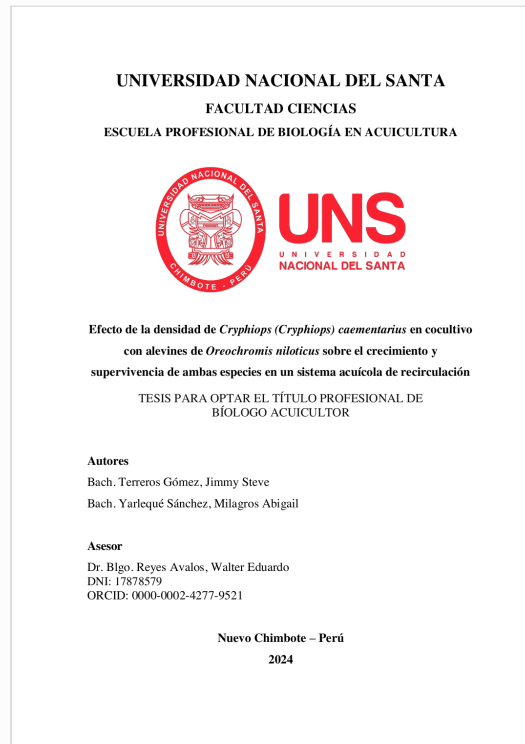 UNIVERSIDAD NACIONAL DEL SANTA
FACULTAD CIENCIAS
ESCUELA PROFESIONAL DE BIOLOGÍA EN ACUICULTURA
UNIVERSIDAD NACIONAL DEL SANTA
CHIMBOTE - PERÚ
UNS
UNIVERSIDAD
NACIONAL DEL SANTA
Efecto de la densidad de Cryphiops (Cryphiops) caementarius en cocultivo
con alevines de Oreochromis niloticus sobre el crecimiento y
supervivencia de ambas especies en un sistema acuícola de recirculación
TESIS PARA OPTAR EL TÍTULO PROFESIONAL DE
BÍOLOGO ACUICULTOR
Autores
Bach. Terreros Gómez, Jimmy Steve
Bach. Yarlequé Sánchez, Milagros Abigail
Asesor
Dr. Blgo. Reyes Avalos, Walter Eduardo
DNI: 17878579
ORCID: 0000-0002-4277-9521
Nuevo Chimbote – Perú
2024